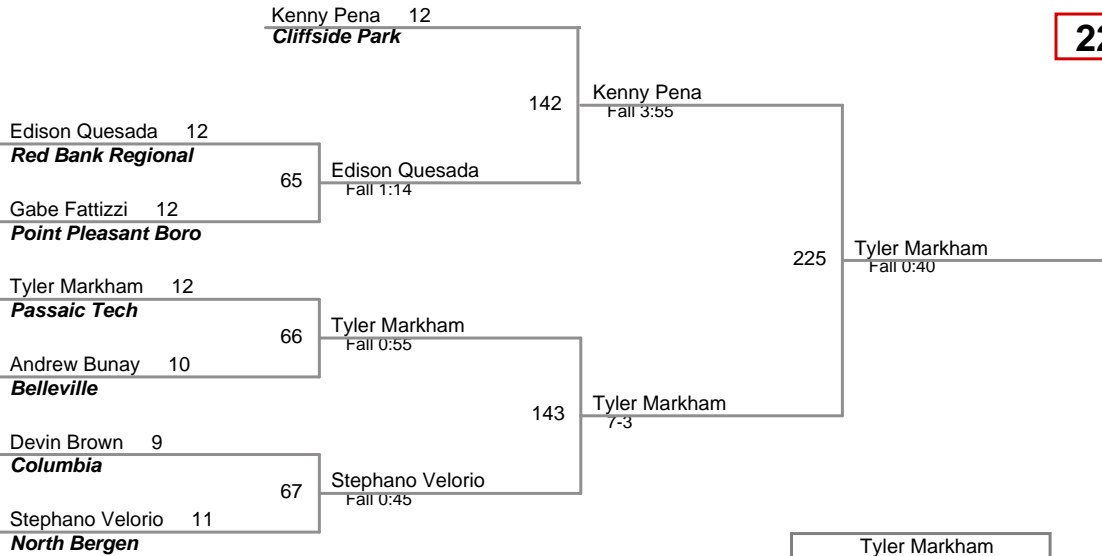 Kenny Pena 12
Cliffside Park
22
142
Kenny Pena
Fall 3:55
Edison Quesada 12
Red Bank Regional
65
Edison Quesada
Fall 1:14
Gabe Fattizzi 12
Point Pleasant Boro
225
Tyler Markham
Fall 0:40
Tyler Markham 12
Passaic Tech
66
Tyler Markham
Fall 0:55
Andrew Bunay 10
Belleville
143
Tyler Markham
7-3
Devin Brown 9
Columbia
67
Stephano Velorio
Fall 0:45
Stephano Velorio 11
North Bergen
Tyler Markham